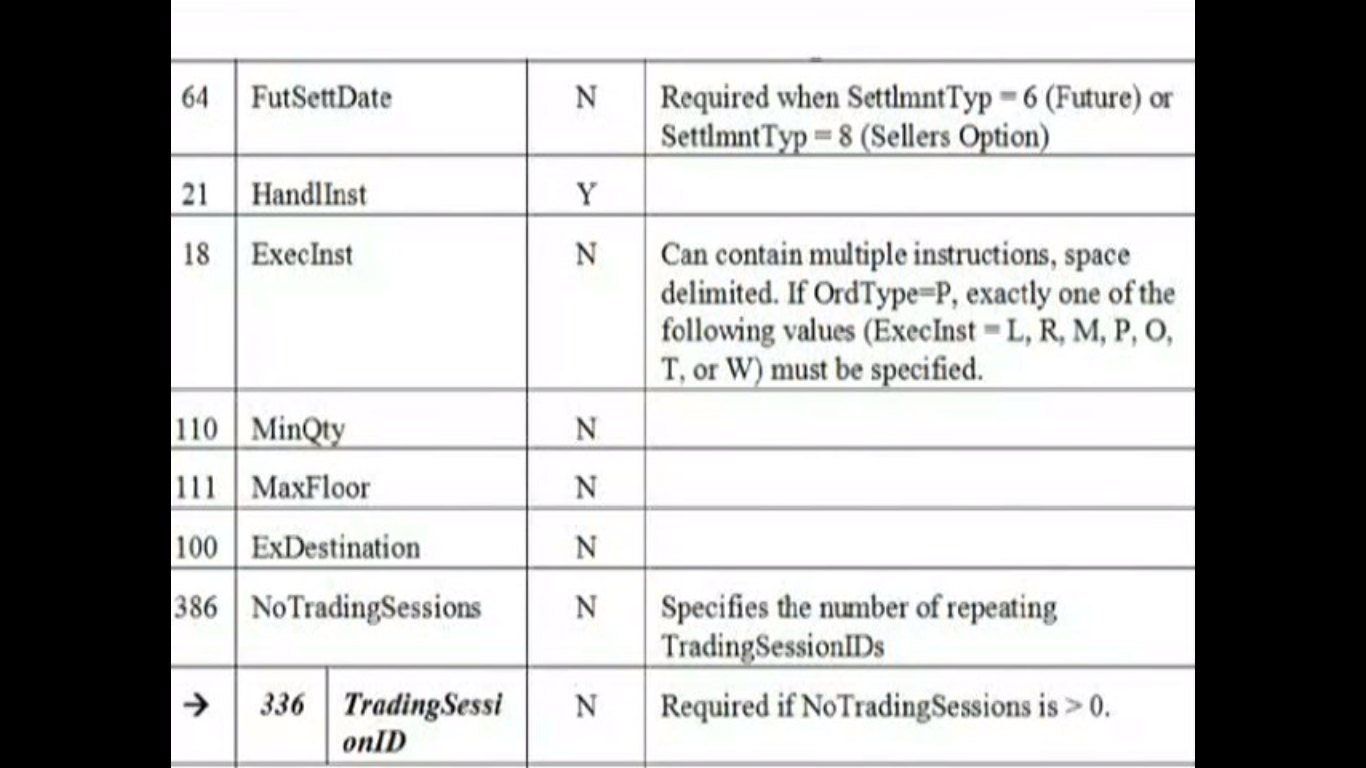 64 FutSettDate N Required when SettlmntTyp = 6 (Future) or
SettlmntTyp = 8 (Sellers Option)
21 HandlInst Y
18 ExecInst N Can contain multiple instructions, space
delimited. If OrdType=P, exactly one of the
following values (ExecInst = L, R, M, P, O,
T, or W) must be specified.
110 MinQty N
111 MaxFloor N
100 ExDestination N
386 NoTradingSessions N Specifies the number of repeating
TradingSessionIDs
→ 336 TradingSessi N Required if NoTradingSessions is > 0.
onID